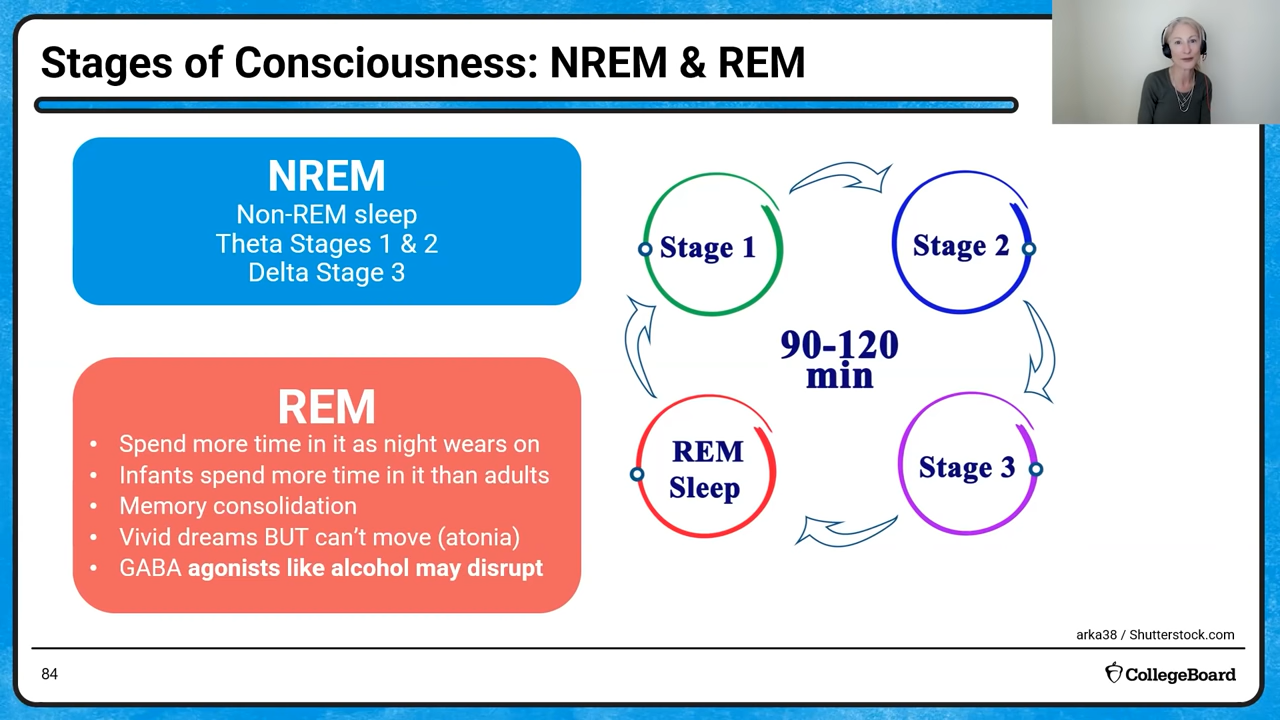 Stages of Consciousness: NREM & REM
NREM
Non-REM sleep
Theta Stages 1 & 2
Delta Stage 3
REM
• Spend more time in it as night wears on
• Infants spend more time in it than adults
• Memory consolidation
• Vivid dreams BUT can’t move (atonia)
• GABA agonists like alcohol may disrupt
Stage 1
Stage 2
90-120
min
REM
Sleep
Stage 3
arka38 / Shutterstock.com
84
CollegeBoard